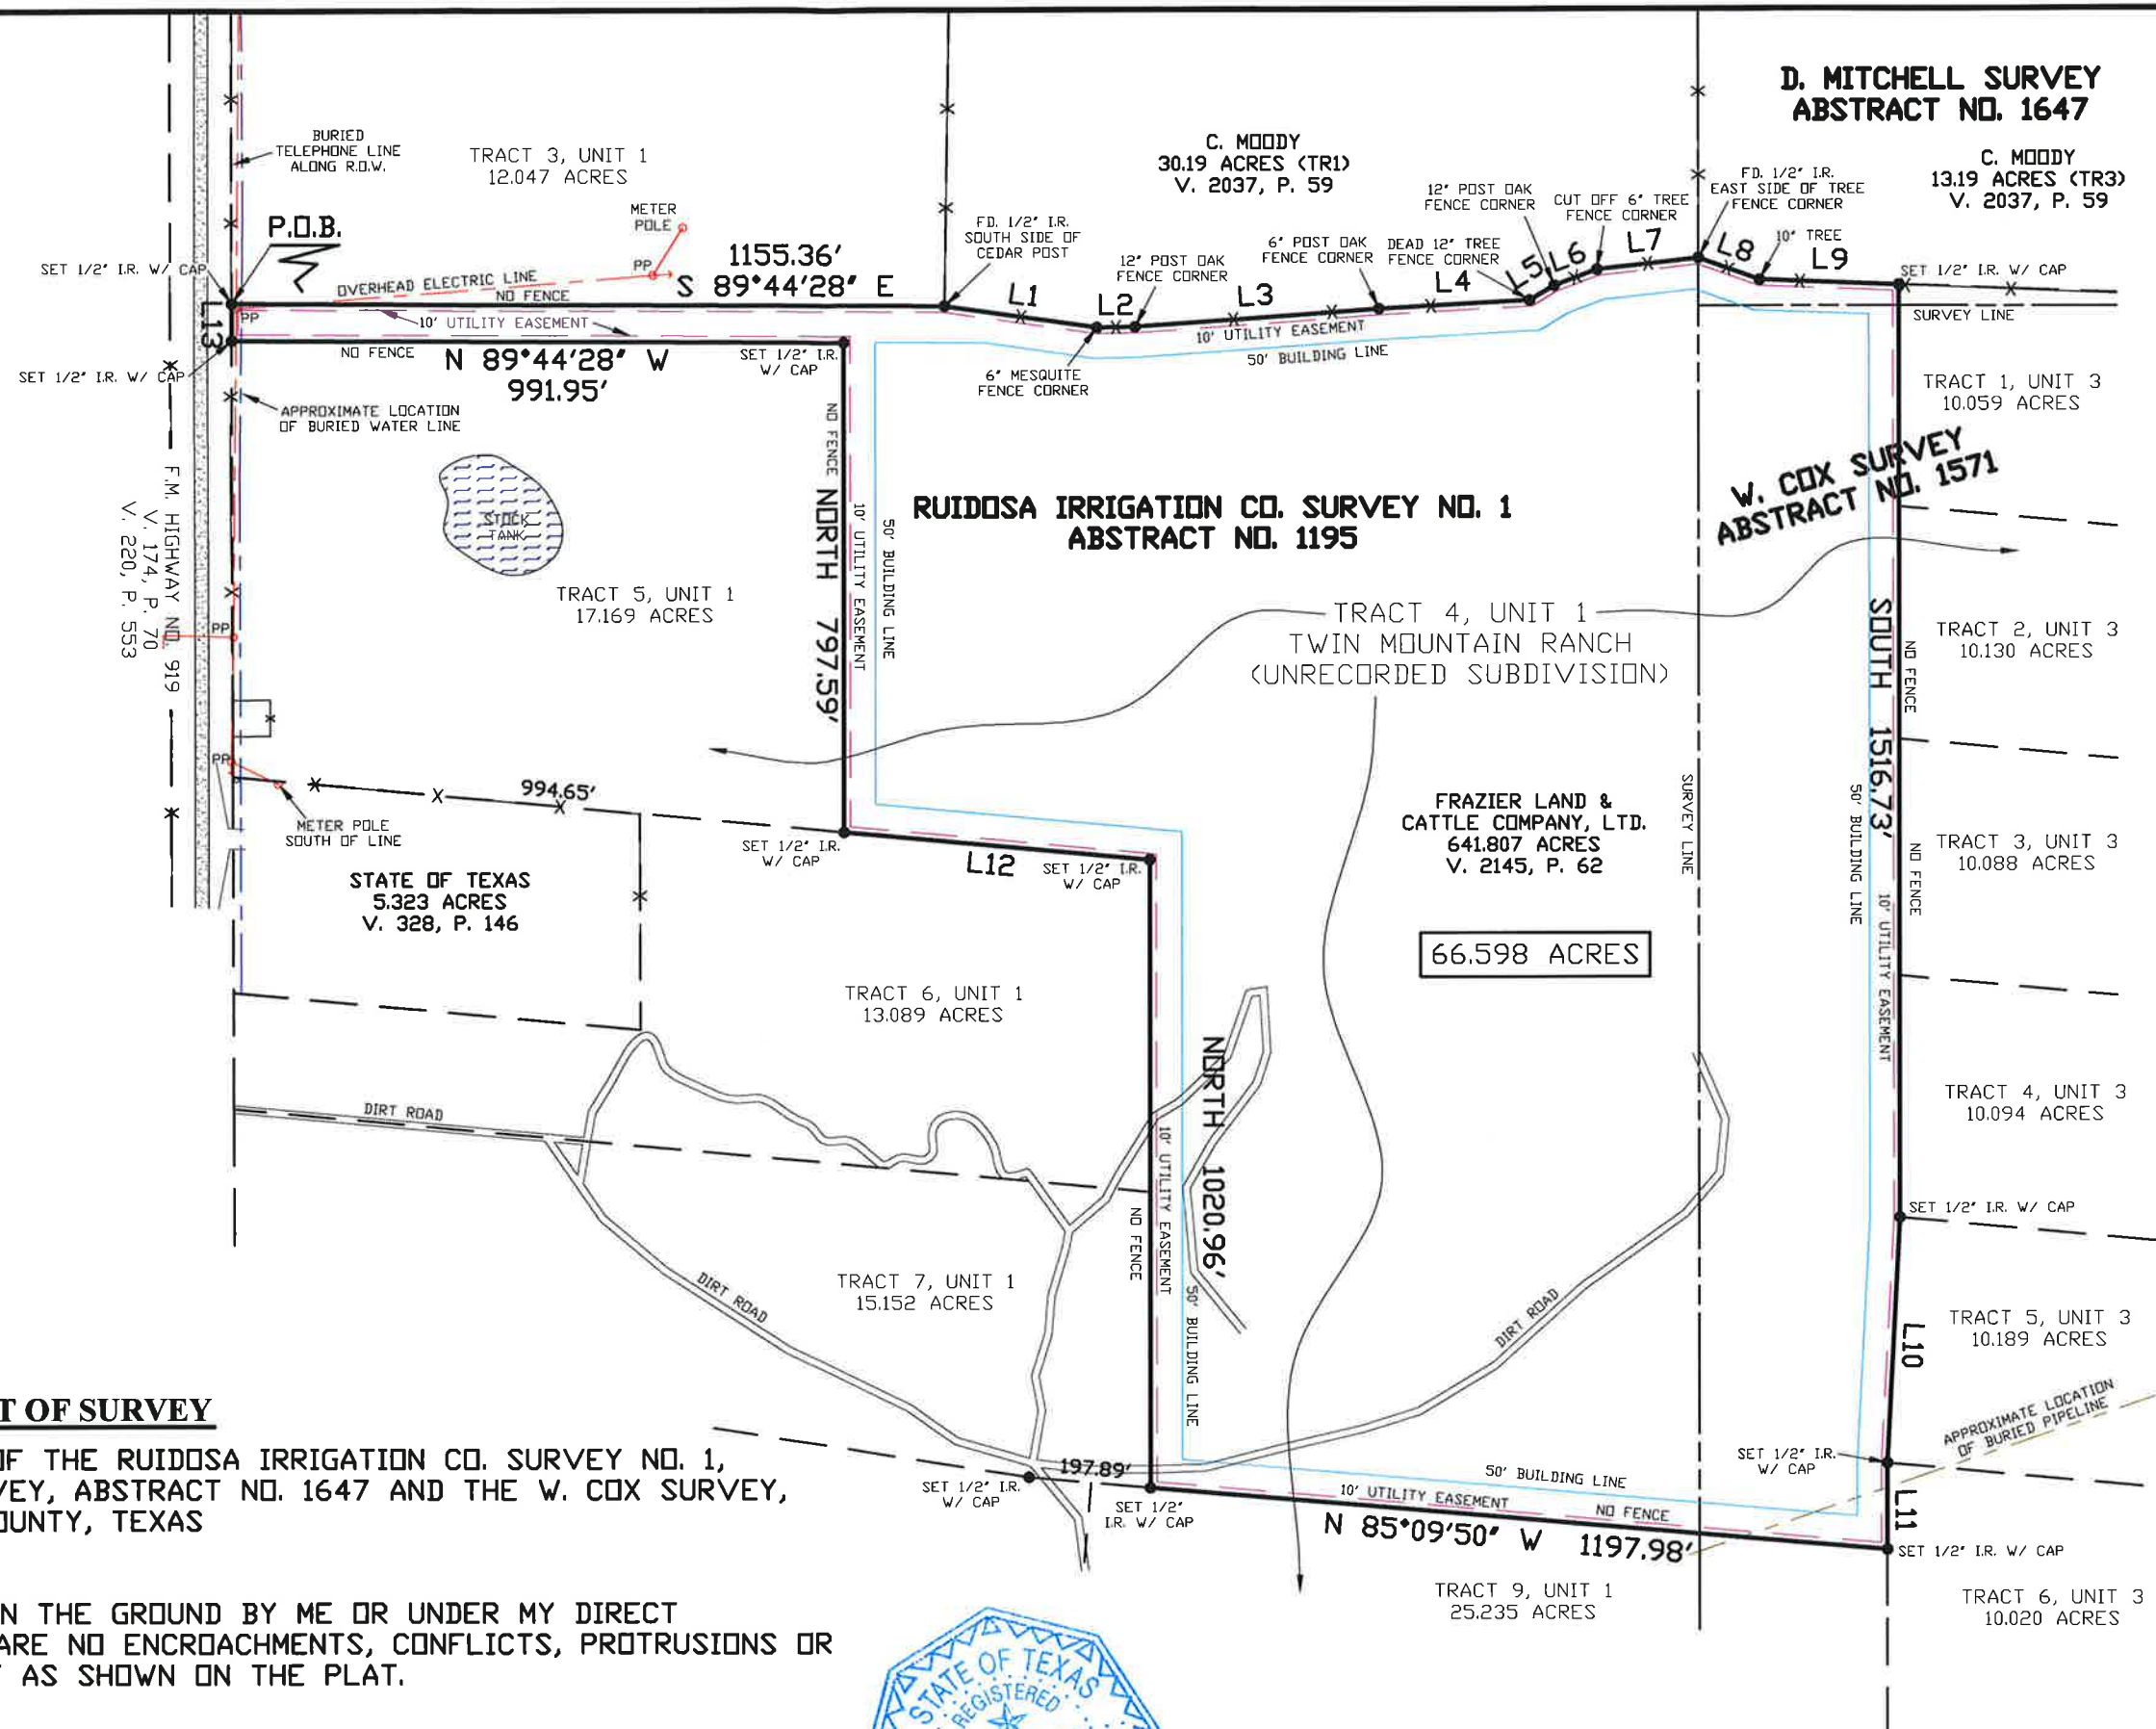 D. MITCHELL SURVEY
ABSTRACT NO. 1647
C. MOODY
13.19 ACRES (TR3)
V. 2037, P. 59
C. MOODY
30.19 ACRES (TR1)
V. 2037, P. 59
BURIED
TELEPHONE LINE
ALONG R.O.W.
TRACT 3, UNIT 1
12.047 ACRES
METER
POLE
PP
P.O.B.
SET 1/2" I.R. W/ CAP
OVERHEAD ELECTRIC LINE
NO FENCE
1155.36'
S 89°44'28" E
FD. 1/2" I.R.
SOUTH SIDE OF
CEDAR POST
L1
L2
12" POST OAK
FENCE CORNER
L3
6" POST OAK
FENCE CORNER
DEAD 12" TREE
FENCE CORNER
L4
12" POST OAK
FENCE CORNER
L5
L6
CUT OFF 6" TREE
FENCE CORNER
L7
FD. 1/2" I.R.
EAST SIDE OF TREE
FENCE CORNER
L8
10" TREE
L9
SET 1/2" I.R. W/ CAP
SURVEY LINE
L13
PP
10' UTILITY EASEMENT
NO FENCE
N 89°44'28" W
991.95'
SET 1/2" I.R.
W/ CAP
SET 1/2" I.R. W/ CAP
6" MESQUITE
FENCE CORNER
10' UTILITY EASEMENT
50' BUILDING LINE
APPROXIMATE LOCATION
OF BURIED WATER LINE
STOCK
TANK
TRACT 5, UNIT 1
17.169 ACRES
F.M. HIGHWAY NO. 919
V. 174, P. 70
V. 220, P. 553
PP
PP
NO FENCE
NORTH 797.59'
10' UTILITY EASEMENT
50' BUILDING LINE
RUIDOSA IRRIGATION CO. SURVEY NO. 1
ABSTRACT NO. 1195
W. COX SURVEY
ABSTRACT NO. 1571
TRACT 1, UNIT 3
10.059 ACRES
TRACT 4, UNIT 1
TWIN MOUNTAIN RANCH
(UNRECORDED SUBDIVISION)
TRACT 2, UNIT 3
10.130 ACRES
SOUTH 1516.73'
NO FENCE
NO FENCE
50' BUILDING LINE
10' UTILITY EASEMENT
SURVEY LINE
TRACT 3, UNIT 3
10.088 ACRES
FRAZIER LAND &
CATTLE COMPANY, LTD.
641.807 ACRES
V. 2145, P. 62
66.598 ACRES
994.65'
METER POLE
SOUTH OF LINE
STATE OF TEXAS
5.323 ACRES
V. 328, P. 146
SET 1/2" I.R.
W/ CAP
L12
SET 1/2" I.R.
W/ CAP
TRACT 6, UNIT 1
13.089 ACRES
TRACT 4, UNIT 3
10.094 ACRES
DIRT ROAD
NORTH 1020.96'
10' UTILITY EASEMENT
NO FENCE
50' BUILDING LINE
SET 1/2" I.R. W/ CAP
TRACT 7, UNIT 1
15.152 ACRES
DIRT ROAD
DIRT ROAD
TRACT 5, UNIT 3
10.189 ACRES
L10
APPROXIMATE LOCATION
OF BURIED PIPELINE
SET 1/2" I.R.
W/ CAP
L11
197.89'
SET 1/2" I.R.
W/ CAP
SET 1/2"
I.R. W/ CAP
50' BUILDING LINE
10' UTILITY EASEMENT
NO FENCE
N 85°09'50" W 1197.98'
SET 1/2" I.R. W/ CAP
TRACT 9, UNIT 1
25.235 ACRES
TRACT 6, UNIT 3
10.020 ACRES
T OF SURVEY
OF THE RUIDOSA IRRIGATION CO. SURVEY NO. 1,
VEY, ABSTRACT NO. 1647 AND THE W. COX SURVEY,
OUNTY, TEXAS
N THE GROUND BY ME OR UNDER MY DIRECT
ARE NO ENCROACHMENTS, CONFLICTS, PROTRUSIONS OR
AS SHOWN ON THE PLAT.
STATE OF TEXAS
REGISTERED